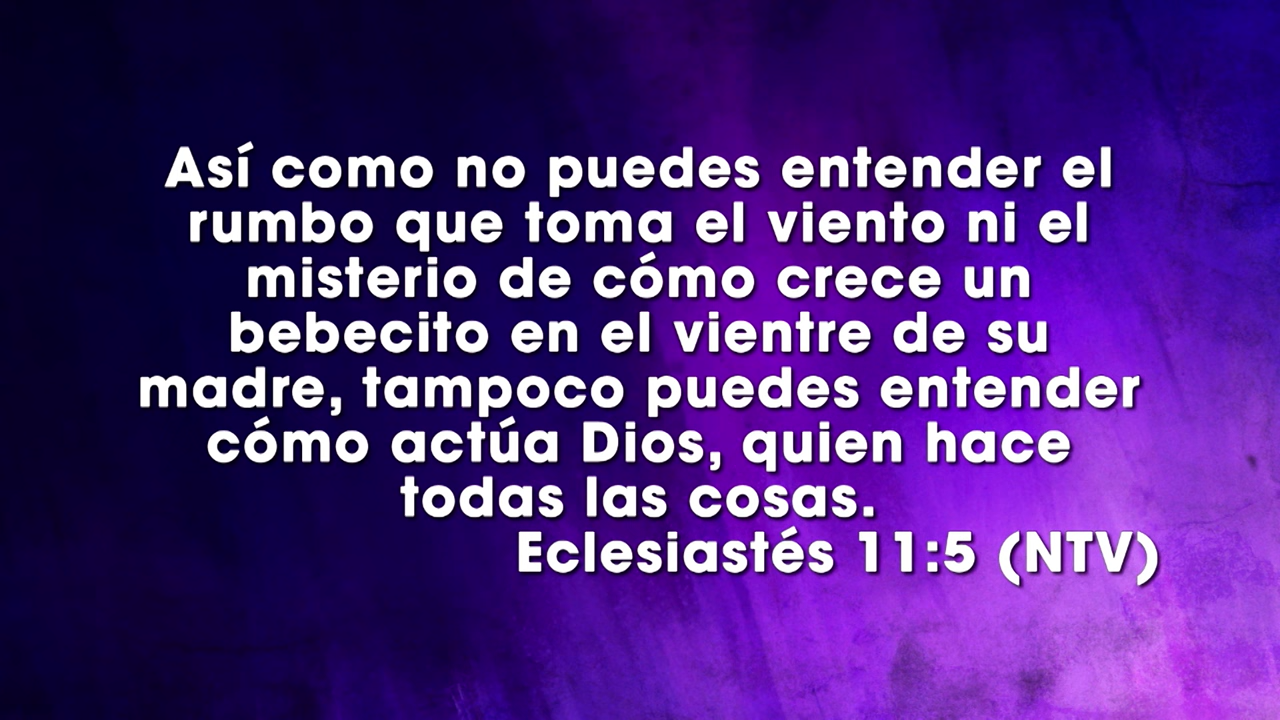 Así como no puedes entender el
rumbo que toma el viento ni el
misterio de cómo crece un
bebecito en el vientre de su
madre, tampoco puedes entender
cómo actúa Dios, quien hace
todas las cosas.
Eclesiastés 11:5 (NTV)